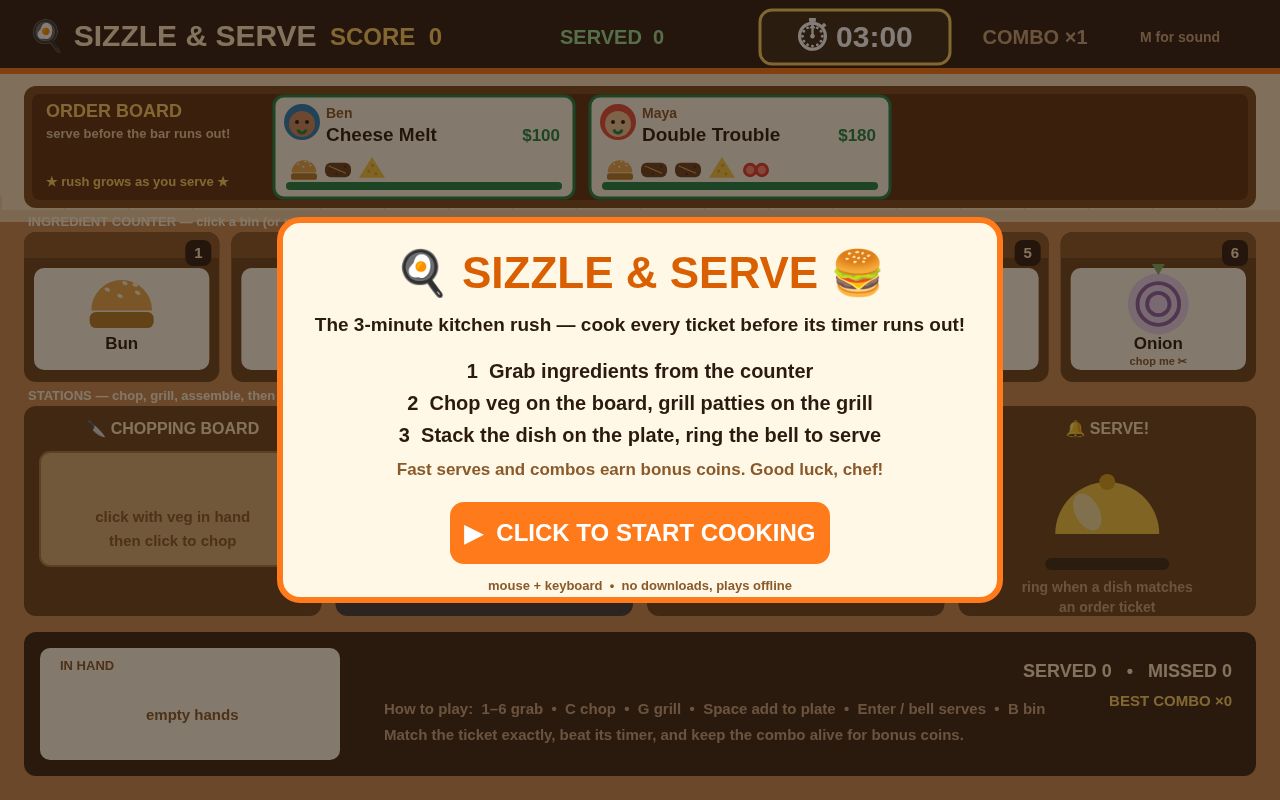 SIZZLE & SERVE SCORE 0 SERVED 0 03:00 COMBO ×1 M for sound
ORDER BOARD
serve before the bar runs out!
★ rush grows as you serve ★
Ben
Cheese Melt $100
Maya
Double Trouble $180
INGREDIENT COUNTER — click a bin (or
1
Bun
5
6
Onion
chop me ✂
SIZZLE & SERVE
The 3-minute kitchen rush — cook every ticket before its timer runs out!
1 Grab ingredients from the counter
2 Chop veg on the board, grill patties on the grill
3 Stack the dish on the plate, ring the bell to serve
Fast serves and combos earn bonus coins. Good luck, chef!
▶ CLICK TO START COOKING
mouse + keyboard • no downloads, plays offline
STATIONS — chop, grill, assemble, then
CHOPPING BOARD
click with veg in hand
then click to chop
SERVE!
ring when a dish matches
an order ticket
IN HAND
empty hands
How to play: 1–6 grab • C chop • G grill • Space add to plate • Enter / bell serves • B bin
Match the ticket exactly, beat its timer, and keep the combo alive for bonus coins.
SERVED 0 • MISSED 0
BEST COMBO ×0